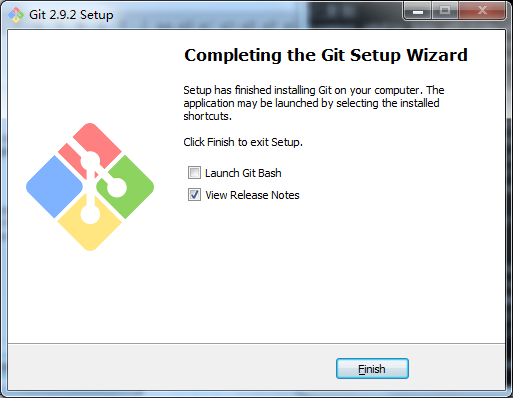 Git 2.9.2 Setup
Completing the Git Setup Wizard
Setup has finished installing Git on your computer. The
application may be launched by selecting the installed
shortcuts.
Click Finish to exit Setup.
Launch Git Bash
View Release Notes
Finish